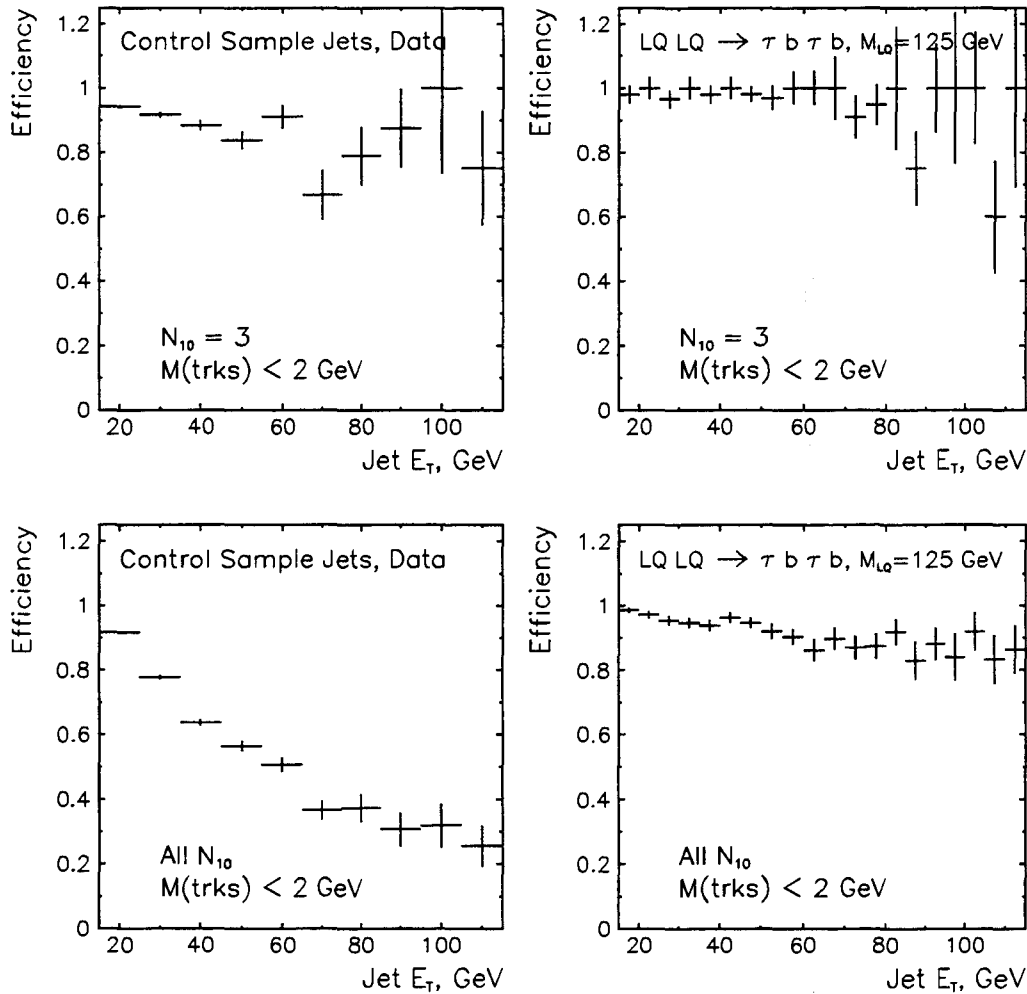 Efficiency
1.2
1
0.8
0.6
0.4
0.2
0
Control Sample Jets, Data
N₁₀ = 3
M(trks) < 2 GeV
20 40 60 80 100
Jet E_T, GeV
Efficiency
1.2
1
0.8
0.6
0.4
0.2
0
LQ LQ → τ b τ b, M_LQ=125 GeV
N₁₀ = 3
M(trks) < 2 GeV
20 40 60 80 100
Jet E_T, GeV
Efficiency
1.2
1
0.8
0.6
0.4
0.2
0
Control Sample Jets, Data
All N₁₀
M(trks) < 2 GeV
20 40 60 80 100
Jet E_T, GeV
Efficiency
1.2
1
0.8
0.6
0.4
0.2
0
LQ LQ → τ b τ b, M_LQ=125 GeV
All N₁₀
M(trks) < 2 GeV
20 40 60 80 100
Jet E_T, GeV